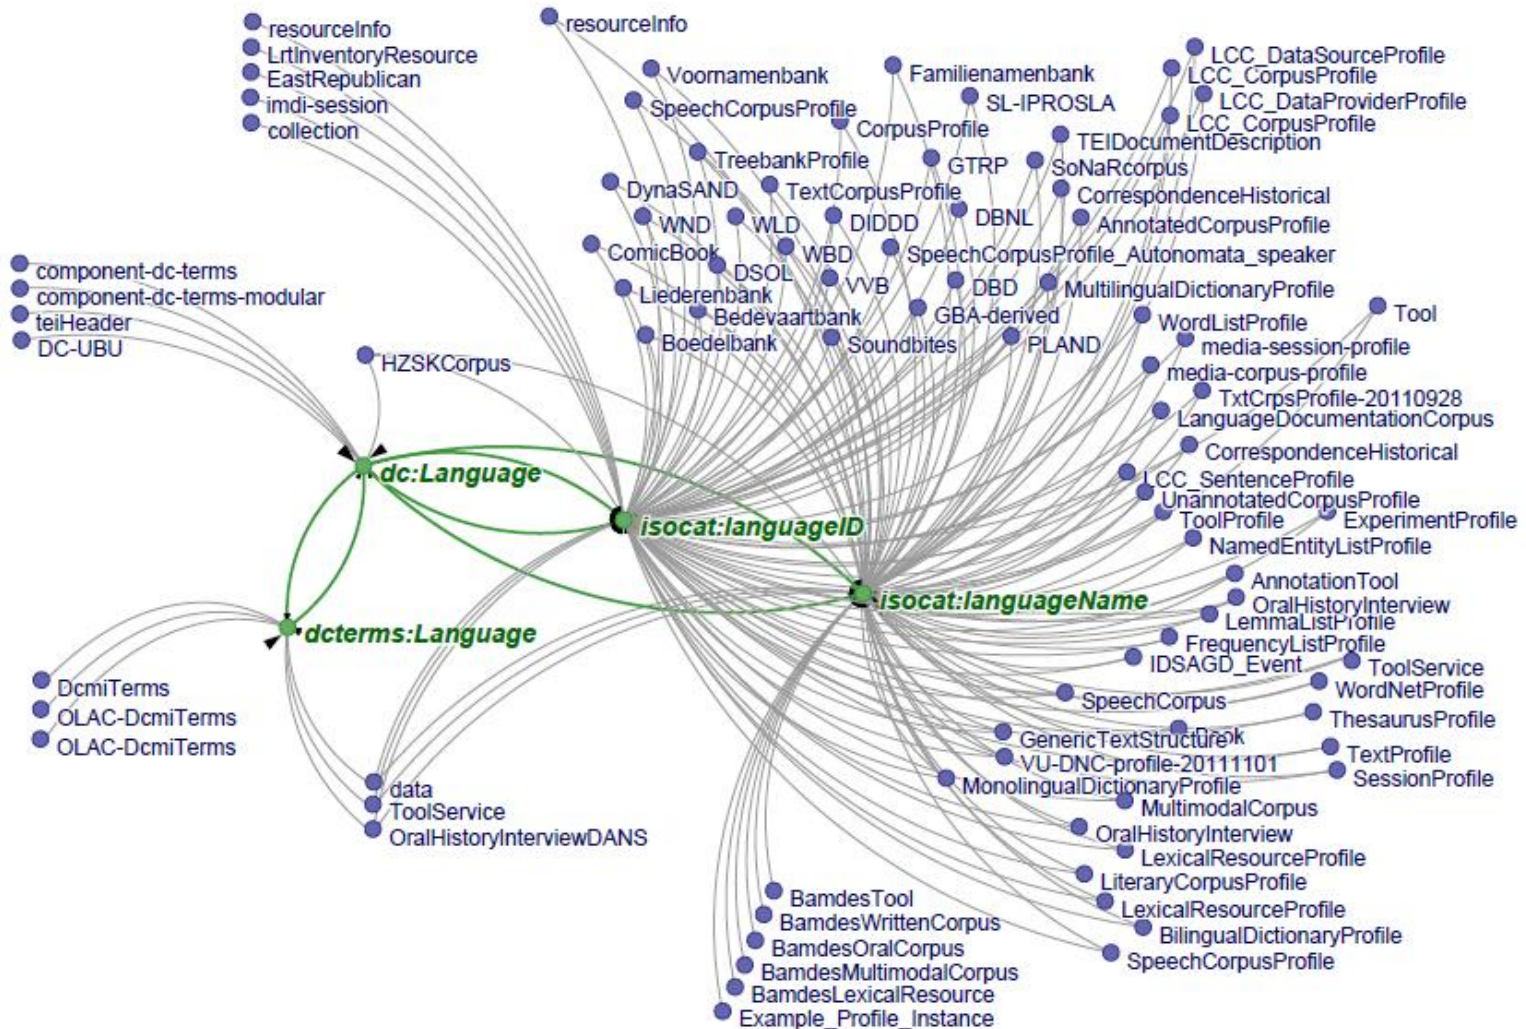 resourceInfo
LrtInventoryResource
EastRepublican
imdi-session
collection
resourceInfo
Voornamenbank
SpeechCorpusProfile
Familienamenbank
SL-IPROSLA
CorpusProfile
LCC_DataSourceProfile
LCC_CorpusProfile
LCC_DataProviderProfile
LCC_CorpusProfile
TEIDocumentDescription
TreebankProfile
GTRP
SoNaRcorpus
DynaSAND
TextCorpusProfile
CorrespondenceHistorical
WND
WLD
DIDDD
DBNL
AnnotatedCorpusProfile
ComicBook
WBD
SpeechCorpusProfile_Autonomata_speaker
DSOL
VVB
DBD
MultilingualDictionaryProfile
Liederenbank
Bedevaartbank
GBA-derived
WordListProfile
Tool
Boedelbank
Soundbites
PLAND
media-session-profile
media-corpus-profile
TxtCrpsProfile-20110928
LanguageDocumentationCorpus
CorrespondenceHistorical
LCC_SentenceProfile
UnannotatedCorpusProfile
ToolProfile
ExperimentProfile
NamedEntityListProfile
component-dc-terms
component-dc-terms-modular
teiHeader
DC-UBU
HZSKCorpus
dc:Language
isocat:languageID
isocat:languageName
dcterms:Language
AnnotationTool
OralHistoryInterview
LemmaListProfile
FrequencyListProfile
IDSAGD_Event
ToolService
WordNetProfile
SpeechCorpus
ThesaurusProfile
GenericTextStructure
Book
TextProfile
VU-DNC-profile-20111101
SessionProfile
MonolingualDictionaryProfile
MultimodalCorpus
OralHistoryInterview
LexicalResourceProfile
LiteraryCorpusProfile
LexicalResourceProfile
BilingualDictionaryProfile
SpeechCorpusProfile
DcmiTerms
OLAC-DcmiTerms
OLAC-DcmiTerms
data
ToolService
OralHistoryInterviewDANS
BamdesTool
BamdesWrittenCorpus
BamdesOralCorpus
BamdesMultimodalCorpus
BamdesLexicalResource
Example_Profile_Instance